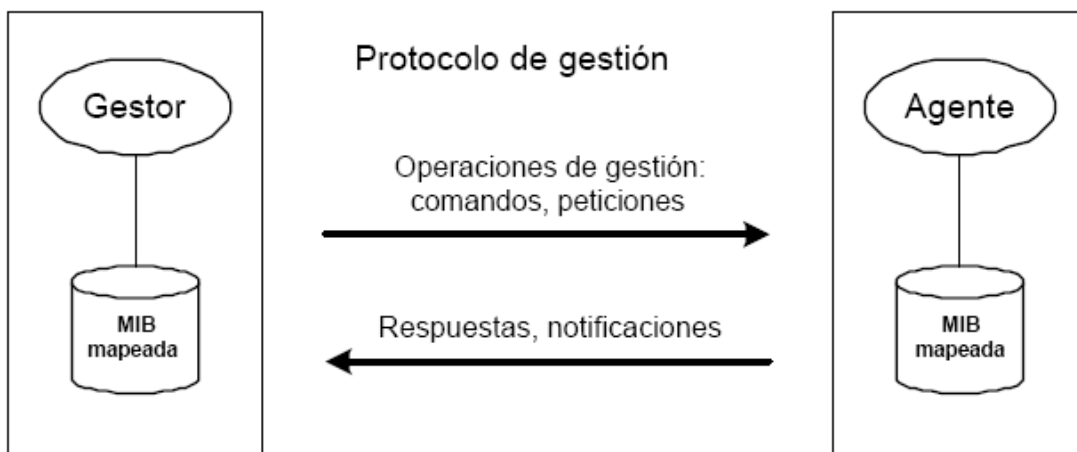 Protocolo de gestión
Gestor
Agente
Operaciones de gestión:
comandos, peticiones
MIB
mapeada
Respuestas, notificaciones
MIB
mapeada